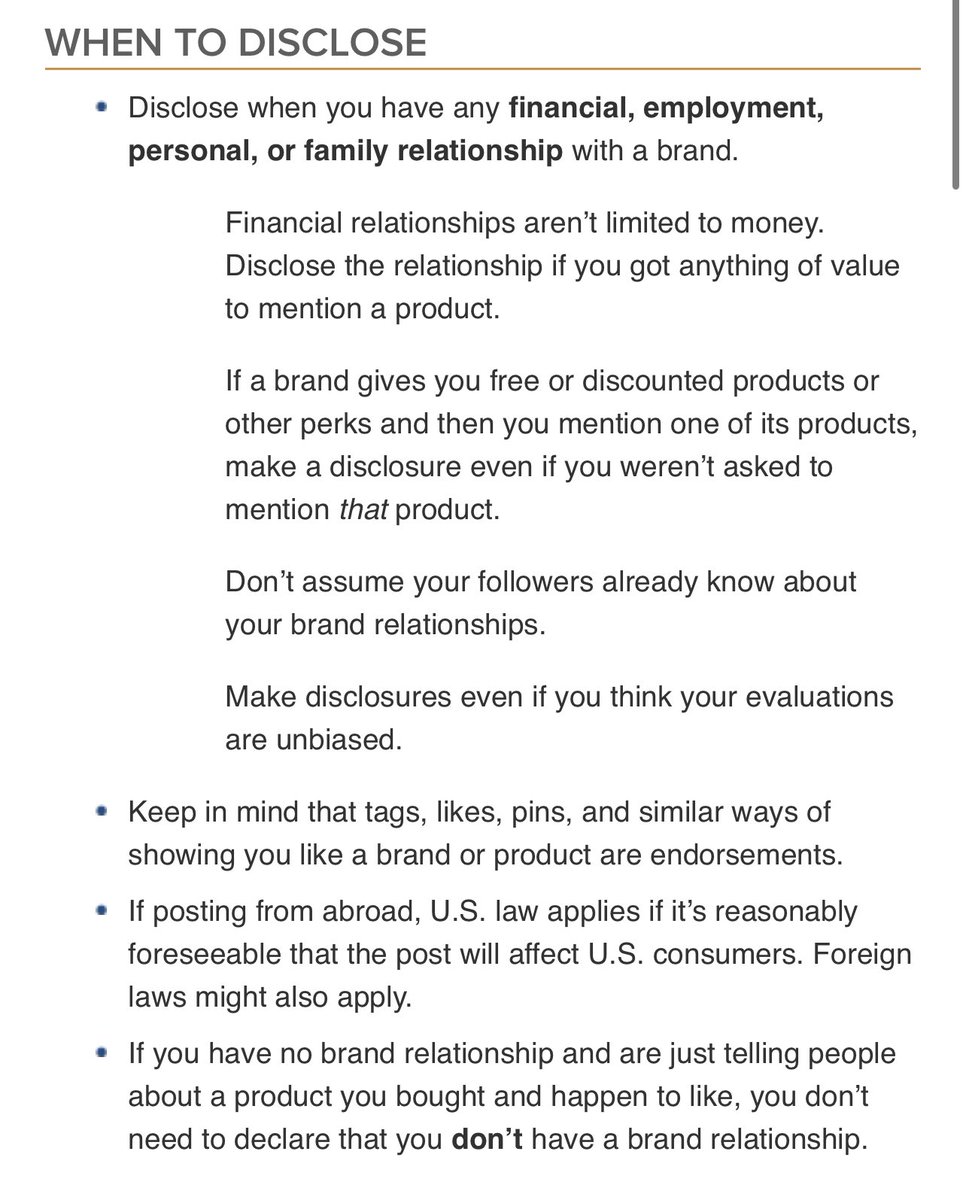 WHEN TO DISCLOSE
Disclose when you have any financial, employment,
personal, or family relationship with a brand.
Financial relationships aren’t limited to money.
Disclose the relationship if you got anything of value
to mention a product.
If a brand gives you free or discounted products or
other perks and then you mention one of its products,
make a disclosure even if you weren’t asked to
mention that product.
Don’t assume your followers already know about
your brand relationships.
Make disclosures even if you think your evaluations
are unbiased.
Keep in mind that tags, likes, pins, and similar ways of
showing you like a brand or product are endorsements.
If posting from abroad, U.S. law applies if it’s reasonably
foreseeable that the post will affect U.S. consumers. Foreign
laws might also apply.
If you have no brand relationship and are just telling people
about a product you bought and happen to like, you don’t
need to declare that you don’t have a brand relationship.